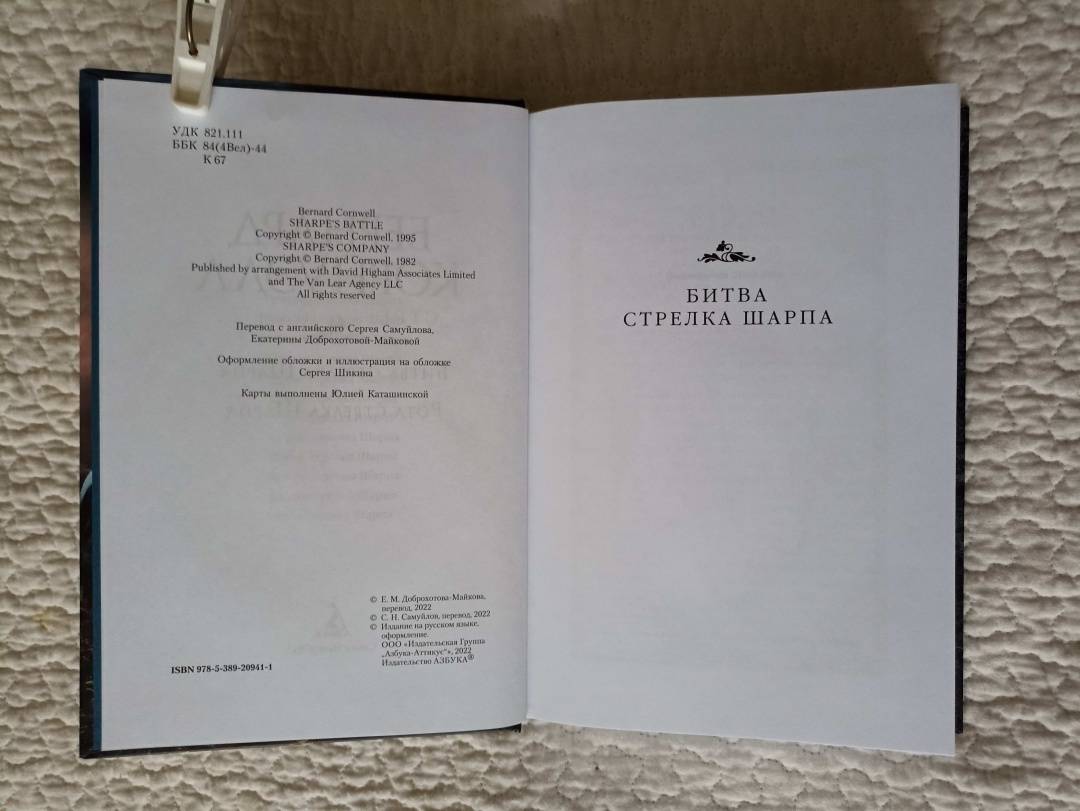 УДК 821.111
ББК 84(4Вел)-44
К 67
Bernard Cornwell
SHARPE'S BATTLE
Copyright © Bernard Cornwell, 1995
SHARPE'S COMPANY
Copyright © Bernard Cornwell, 1982
Published by arrangement with David Higham Associates Limited
and The Van Lear Agency LLC
All rights reserved
Перевод с английского Сергея Самуйлова,
Екатерины Доброхотовой-Майковой
Оформление обложки и иллюстрация на обложке
Сергея Шикина
Карты выполнены Юлией Каташинской
© Е. М. Доброхотова-Майкова,
перевод, 2022
© С. Н. Самуйлов, перевод, 2022
© Издание на русском языке,
оформление.
ООО «Издательская Группа
„Азбука-Аттикус“», 2022
Издательство АЗБУКА®
ISBN 978-5-389-20941-1
БИТВА
СТРЕЛКА ШАРПА